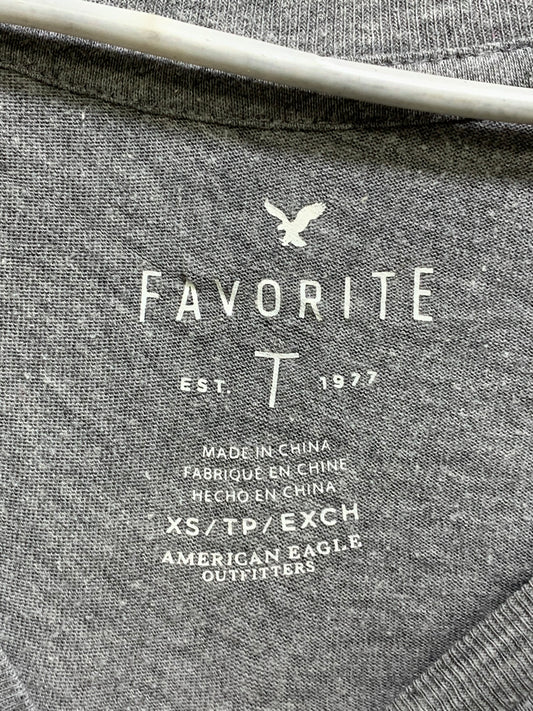 FAVORITE
T
EST. 1977
MADE IN CHINA
FABRIQUÉ EN CHINE
HECHO EN CHINA
XS/TP/EXCH
AMERICAN EAGLE
OUTFITTERS